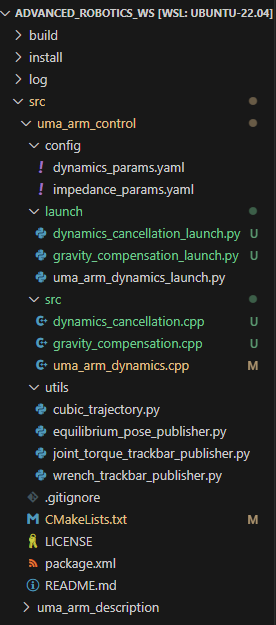 ADVANCED_ROBOTICS_WS [WSL: UBUNTU-22.04]
build
install
log
src
uma_arm_control
config
! dynamics_params.yaml
! impedance_params.yaml
launch
dynamics_cancellation_launch.py U
gravity_compensation_launch.py U
uma_arm_dynamics_launch.py
src
dynamics_cancellation.cpp U
gravity_compensation.cpp U
uma_arm_dynamics.cpp M
utils
cubic_trajectory.py
equilibrium_pose_publisher.py
joint_torque_trackbar_publisher.py
wrench_trackbar_publisher.py
.gitignore
CMakeLists.txt M
LICENSE
package.xml
README.md
uma_arm_description